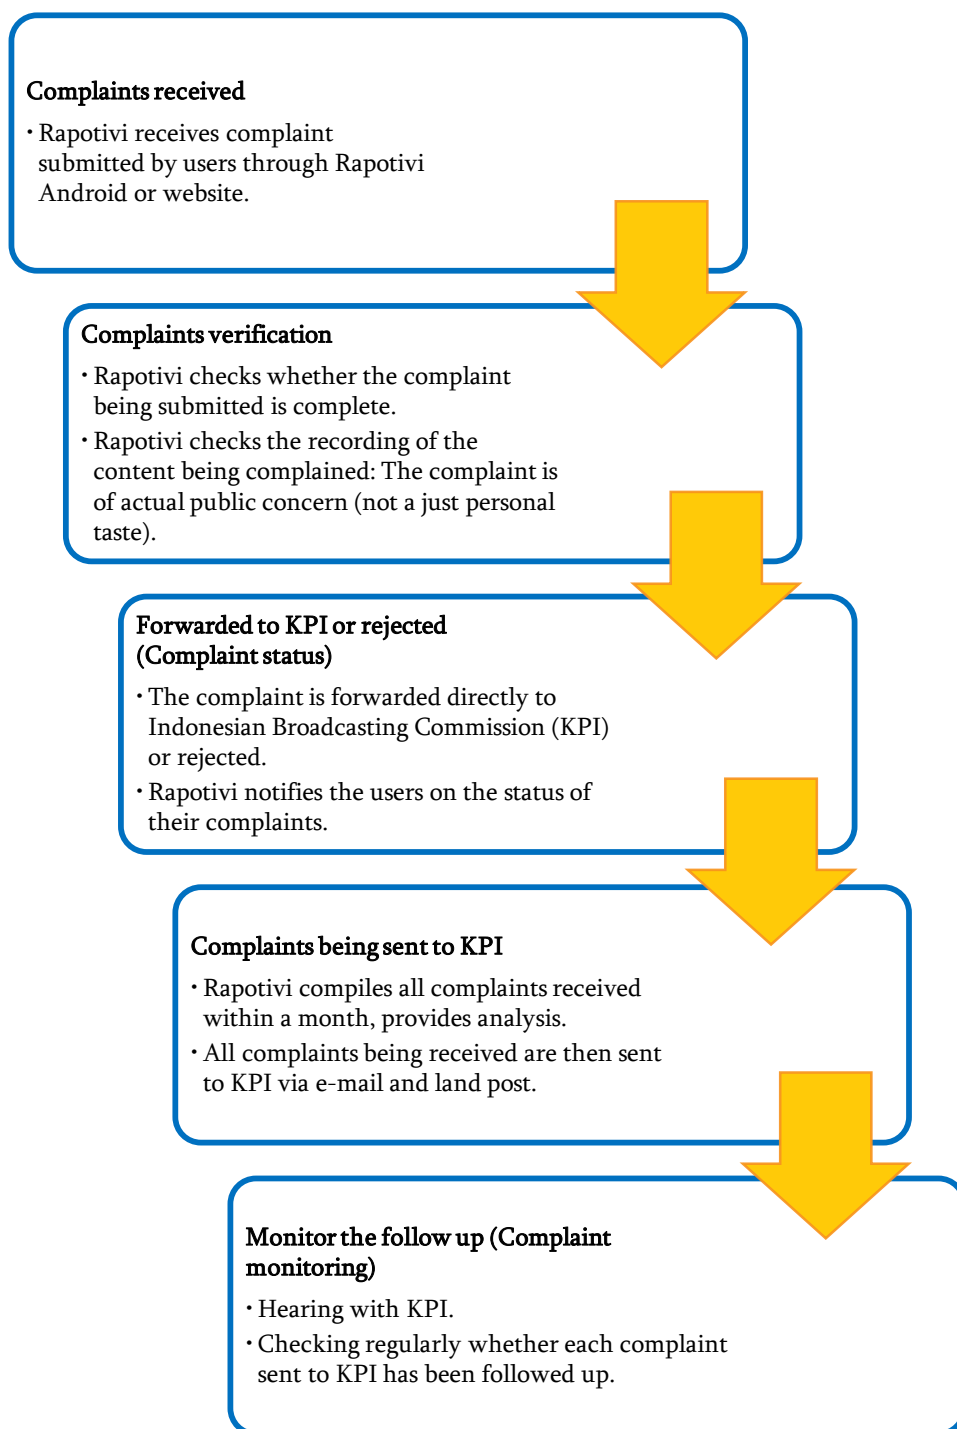 Complaints received
· Rapotivi receives complaint
submitted by users through Rapotivi
Android or website.
Complaints verification
· Rapotivi checks whether the complaint
being submitted is complete.
· Rapotivi checks the recording of the
content being complained: The complaint is
of actual public concern (not a just personal
taste).
Forwarded to KPI or rejected
(Complaint status)
· The complaint is forwarded directly to
Indonesian Broadcasting Commission (KPI)
or rejected.
· Rapotivi notifies the users on the status of
their complaints.
Complaints being sent to KPI
· Rapotivi compiles all complaints received
within a month, provides analysis.
· All complaints being received are then sent
to KPI via e-mail and land post.
Monitor the follow up (Complaint
monitoring)
· Hearing with KPI.
· Checking regularly whether each complaint
sent to KPI has been followed up.